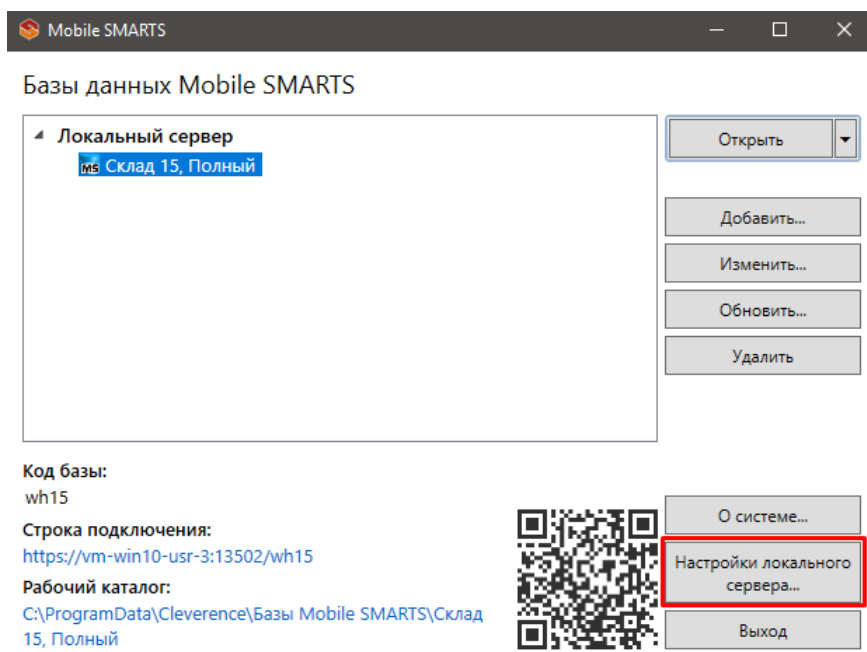 Mobile SMARTS
Базы данных Mobile SMARTS
Локальный сервер
MS Склад 15, Полный
Открыть
Добавить...
Изменить...
Обновить...
Удалить
Код базы:
wh15
Строка подключения:
https://vm-win10-usr-3:13502/wh15
Рабочий каталог:
C:\ProgramData\Cleverence\Базы Mobile SMARTS\Склад
15, Полный
О системе...
Настройки локального
сервера...
Выход